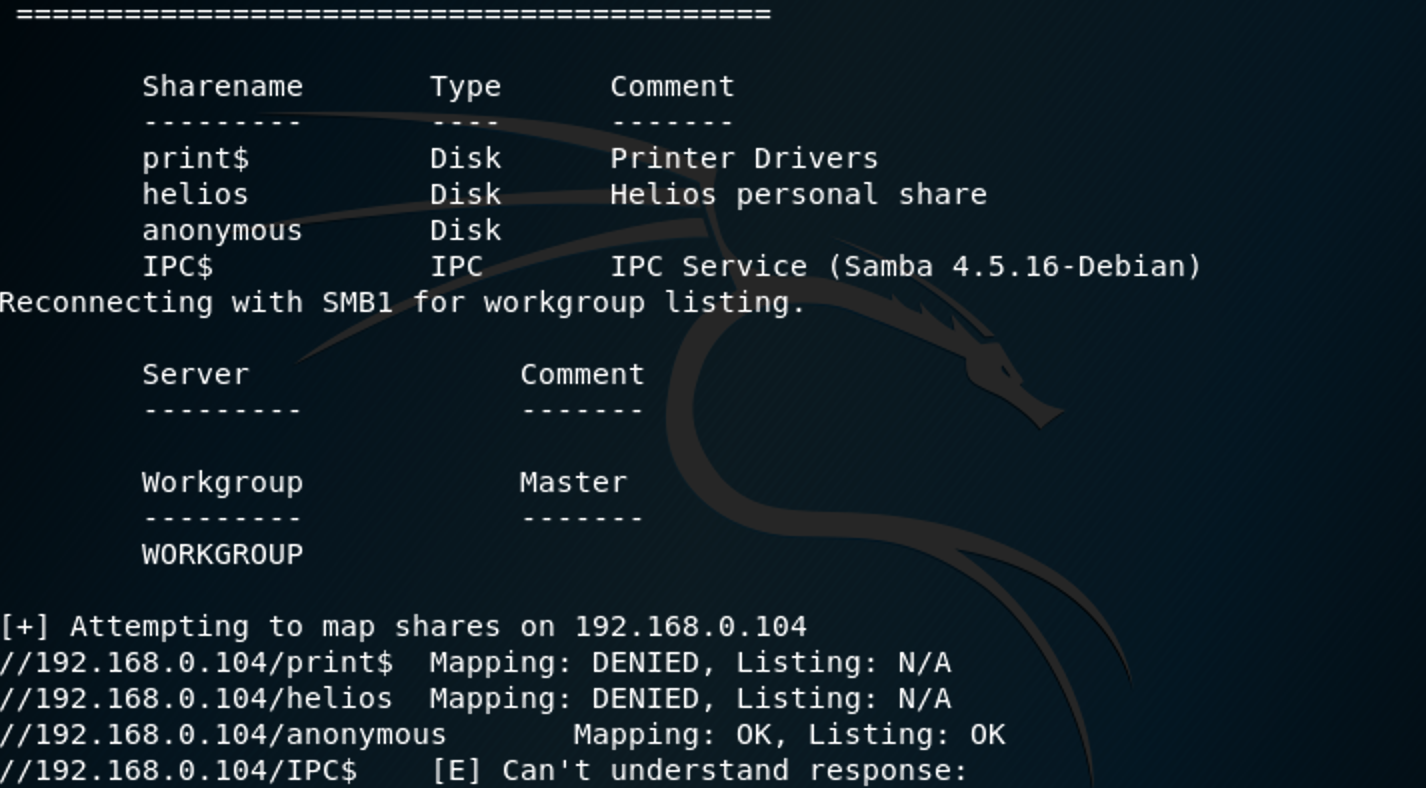 ==========================================
Sharename Type Comment
--------- ---- -------
print$ Disk Printer Drivers
helios Disk Helios personal share
anonymous Disk
IPC$ IPC IPC Service (Samba 4.5.16-Debian)
Reconnecting with SMB1 for workgroup listing.
Server Comment
--------- -------
Workgroup Master
--------- -------
WORKGROUP
[+] Attempting to map shares on 192.168.0.104
//192.168.0.104/print$ Mapping: DENIED, Listing: N/A
//192.168.0.104/helios Mapping: DENIED, Listing: N/A
//192.168.0.104/anonymous Mapping: OK, Listing: OK
//192.168.0.104/IPC$ [E] Can't understand response: